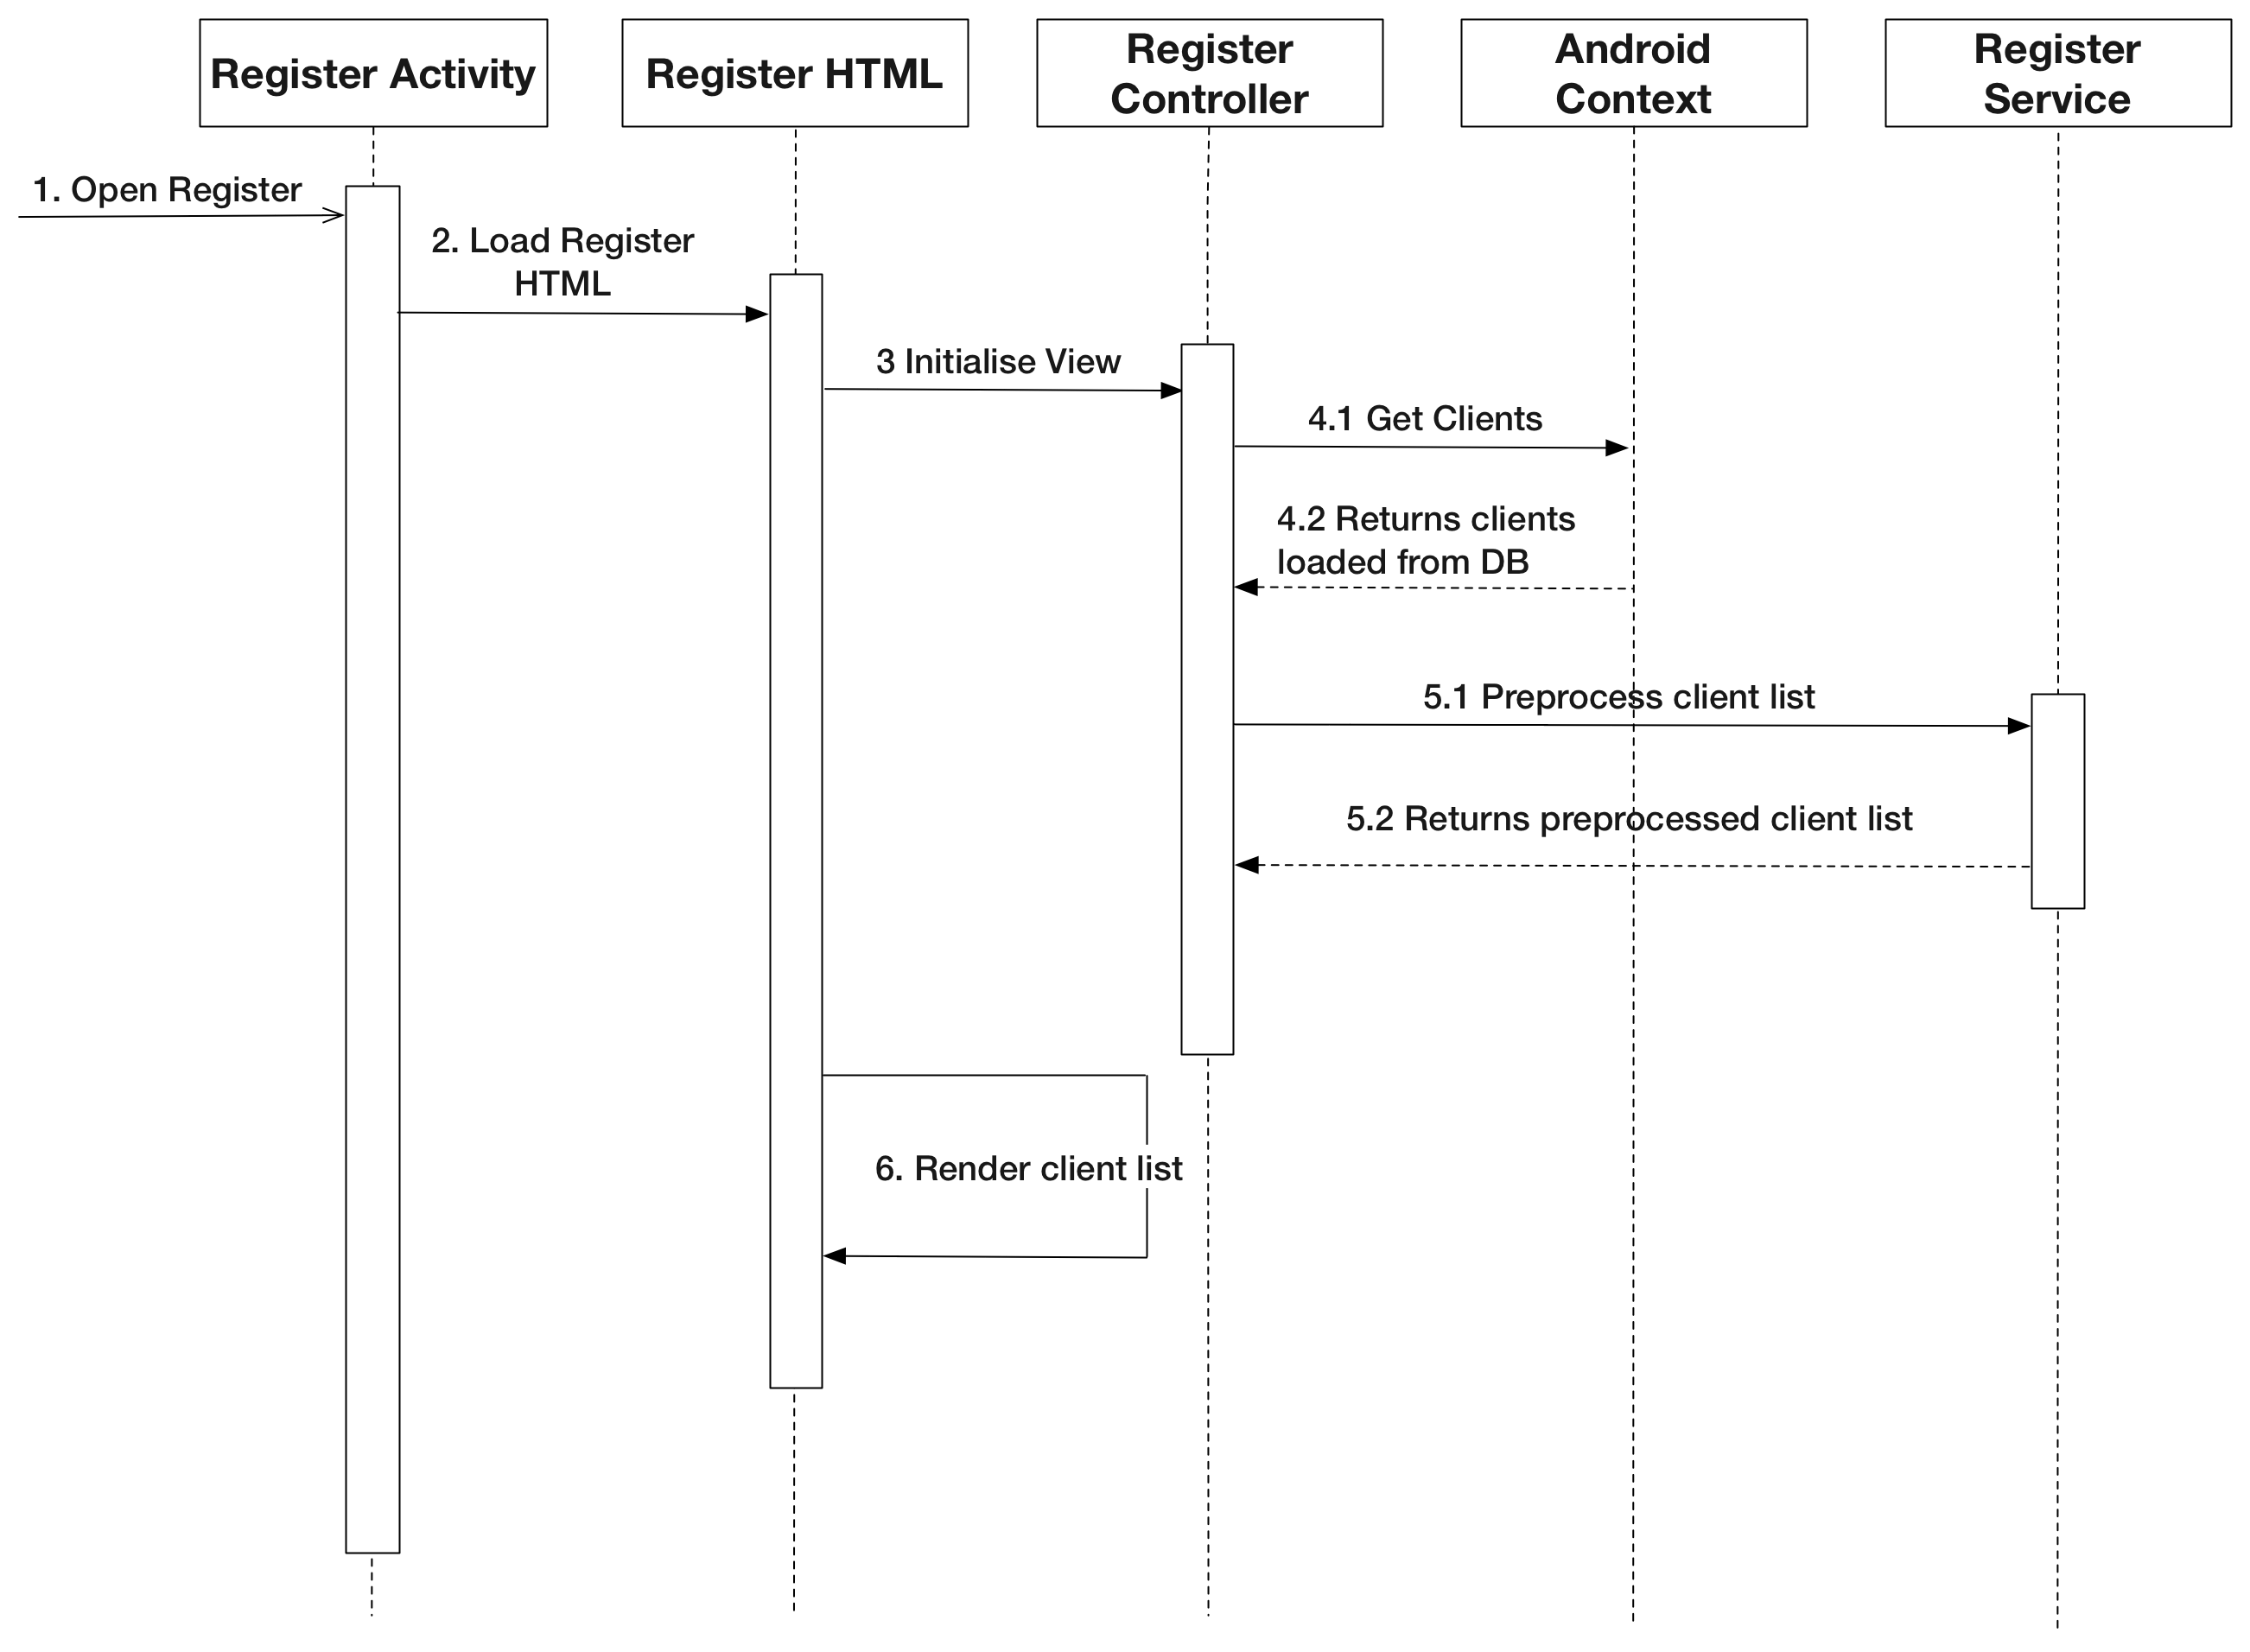 Register Activity
Register HTML
Register
Controller
Android
Context
Register
Service
1. Open Register
2. Load Register
HTML
3 Initialise View
4.1 Get Clients
4.2 Returns clients
loaded from DB
5.1 Preprocess client list
5.2 Returns preprocessed client list
6. Render client list